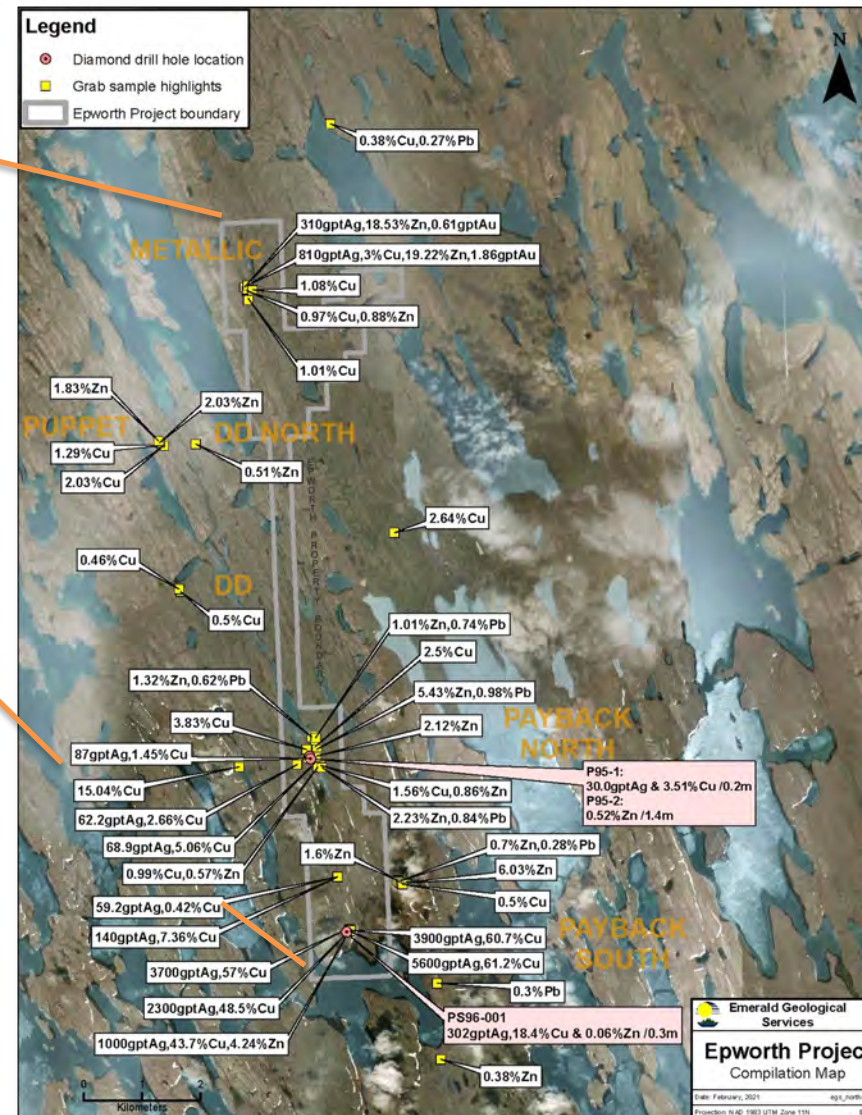 Legend
Diamond drill hole location
Grab sample highlights
Epworth Project boundary
N
0.38%Cu,0.27%Pb
310gptAg,18.53%Zn,0.61gptAu
METALLIC
810gptAg,3%Cu,19.22%Zn,1.86gptAu
1.08%Cu
0.97%Cu,0.88%Zn
1.01%Cu
1.83%Zn
2.03%Zn
PUPPET
DD NORTH
1.29%Cu
0.51%Zn
2.03%Cu
EPWORTH PROPERTY BOUNDARY
2.64%Cu
0.46%Cu
DD
0.5%Cu
1.01%Zn,0.74%Pb
2.5%Cu
1.32%Zn,0.62%Pb
5.43%Zn,0.98%Pb
3.83%Cu
2.12%Zn
PAYBACK
NORTH
87gptAg,1.45%Cu
P95-1:
30.0gptAg & 3.51%Cu /0.2m
P95-2:
0.52%Zn /1.4m
15.04%Cu
1.56%Cu,0.86%Zn
62.2gptAg,2.66%Cu
2.23%Zn,0.84%Pb
68.9gptAg,5.06%Cu
0.7%Zn,0.28%Pb
1.6%Zn
0.99%Cu,0.57%Zn
6.03%Zn
0.5%Cu
59.2gptAg,0.42%Cu
140gptAg,7.36%Cu
3900gptAg,60.7%Cu
PAYBACK
SOUTH
5600gptAg,61.2%Cu
3700gptAg,57%Cu
0.3%Pb
2300gptAg,48.5%Cu
PS96-001
302gptAg,18.4%Cu & 0.06%Zn /0.3m
1000gptAg,43.7%Cu,4.24%Zn
0.38%Zn
0 1 2
Kilometers
Emerald Geological
Services
Epworth Projec
Compilation Map
Date: February, 2021
Projection: NAD 1983 UTM Zone 11N